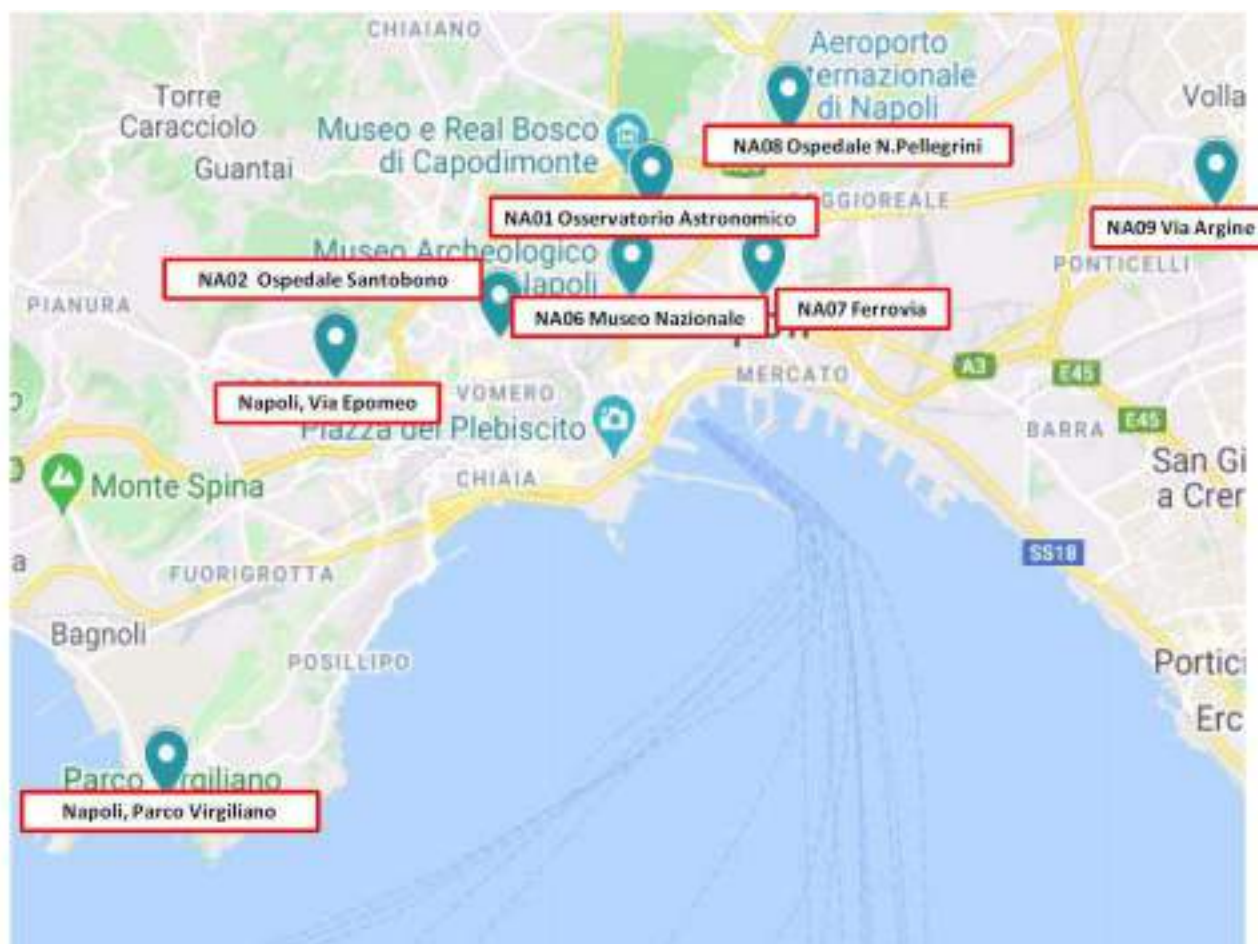 CHIAIANO
Aeroporto
ternazionale
di Napoli
Torre
Caracciolo
Volla
Museo e Real Bosco
di Capodimonte
Guantai
NA08 Ospedale N.Pellegrini
GGIOREALE
NA01 Osservatorio Astronomico
NA09 Via Argine
Museo Archeologico
Napoli
PONTICELLI
NA02 Ospedale Santobono
PIANURA
NA06 Museo Nazionale
NA07 Ferrovia
A3
E45
MERCATO
VOMERO
Napoli, Via Epomeo
Piazza del Plebiscito
E45
BARRA
San Gi
a Crer
CHIAIA
Monte Spina
SS18
FUORIGROTTA
Bagnoli
POSILLIPO
Portici
Erc
Parco Virgiliano
Napoli, Parco Virgiliano